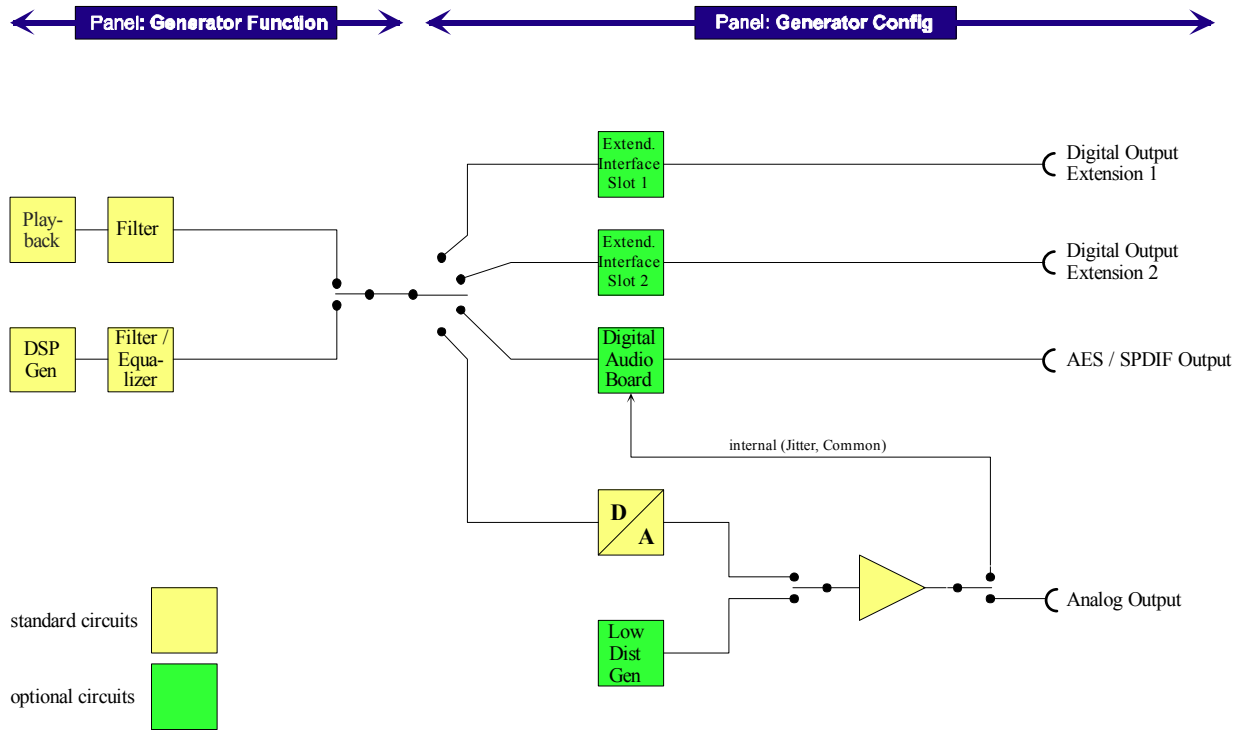 Panel: Generator Function
Panel: Generator Config
Extend.
Interface
Slot 1
Digital Output
Extension 1
Play-
back
Filter
Extend.
Interface
Slot 2
Digital Output
Extension 2
DSP
Gen
Filter /
Equa-
lizer
Digital
Audio
Board
AES / SPDIF Output
internal (Jitter, Common)
D
A
Analog Output
Low
Dist
Gen
standard circuits
optional circuits